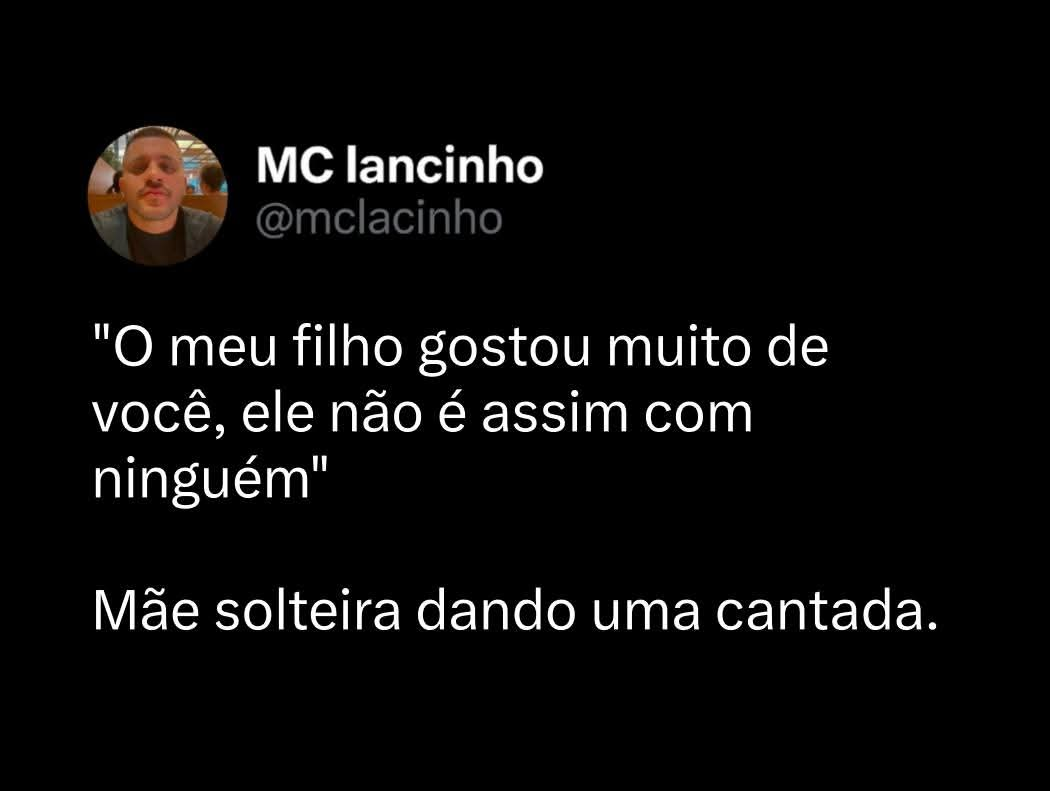 MC lancinho
@mclacinho
"O meu filho gostou muito de
você, ele não é assim com
ninguém"
Mãe solteira dando uma cantada.